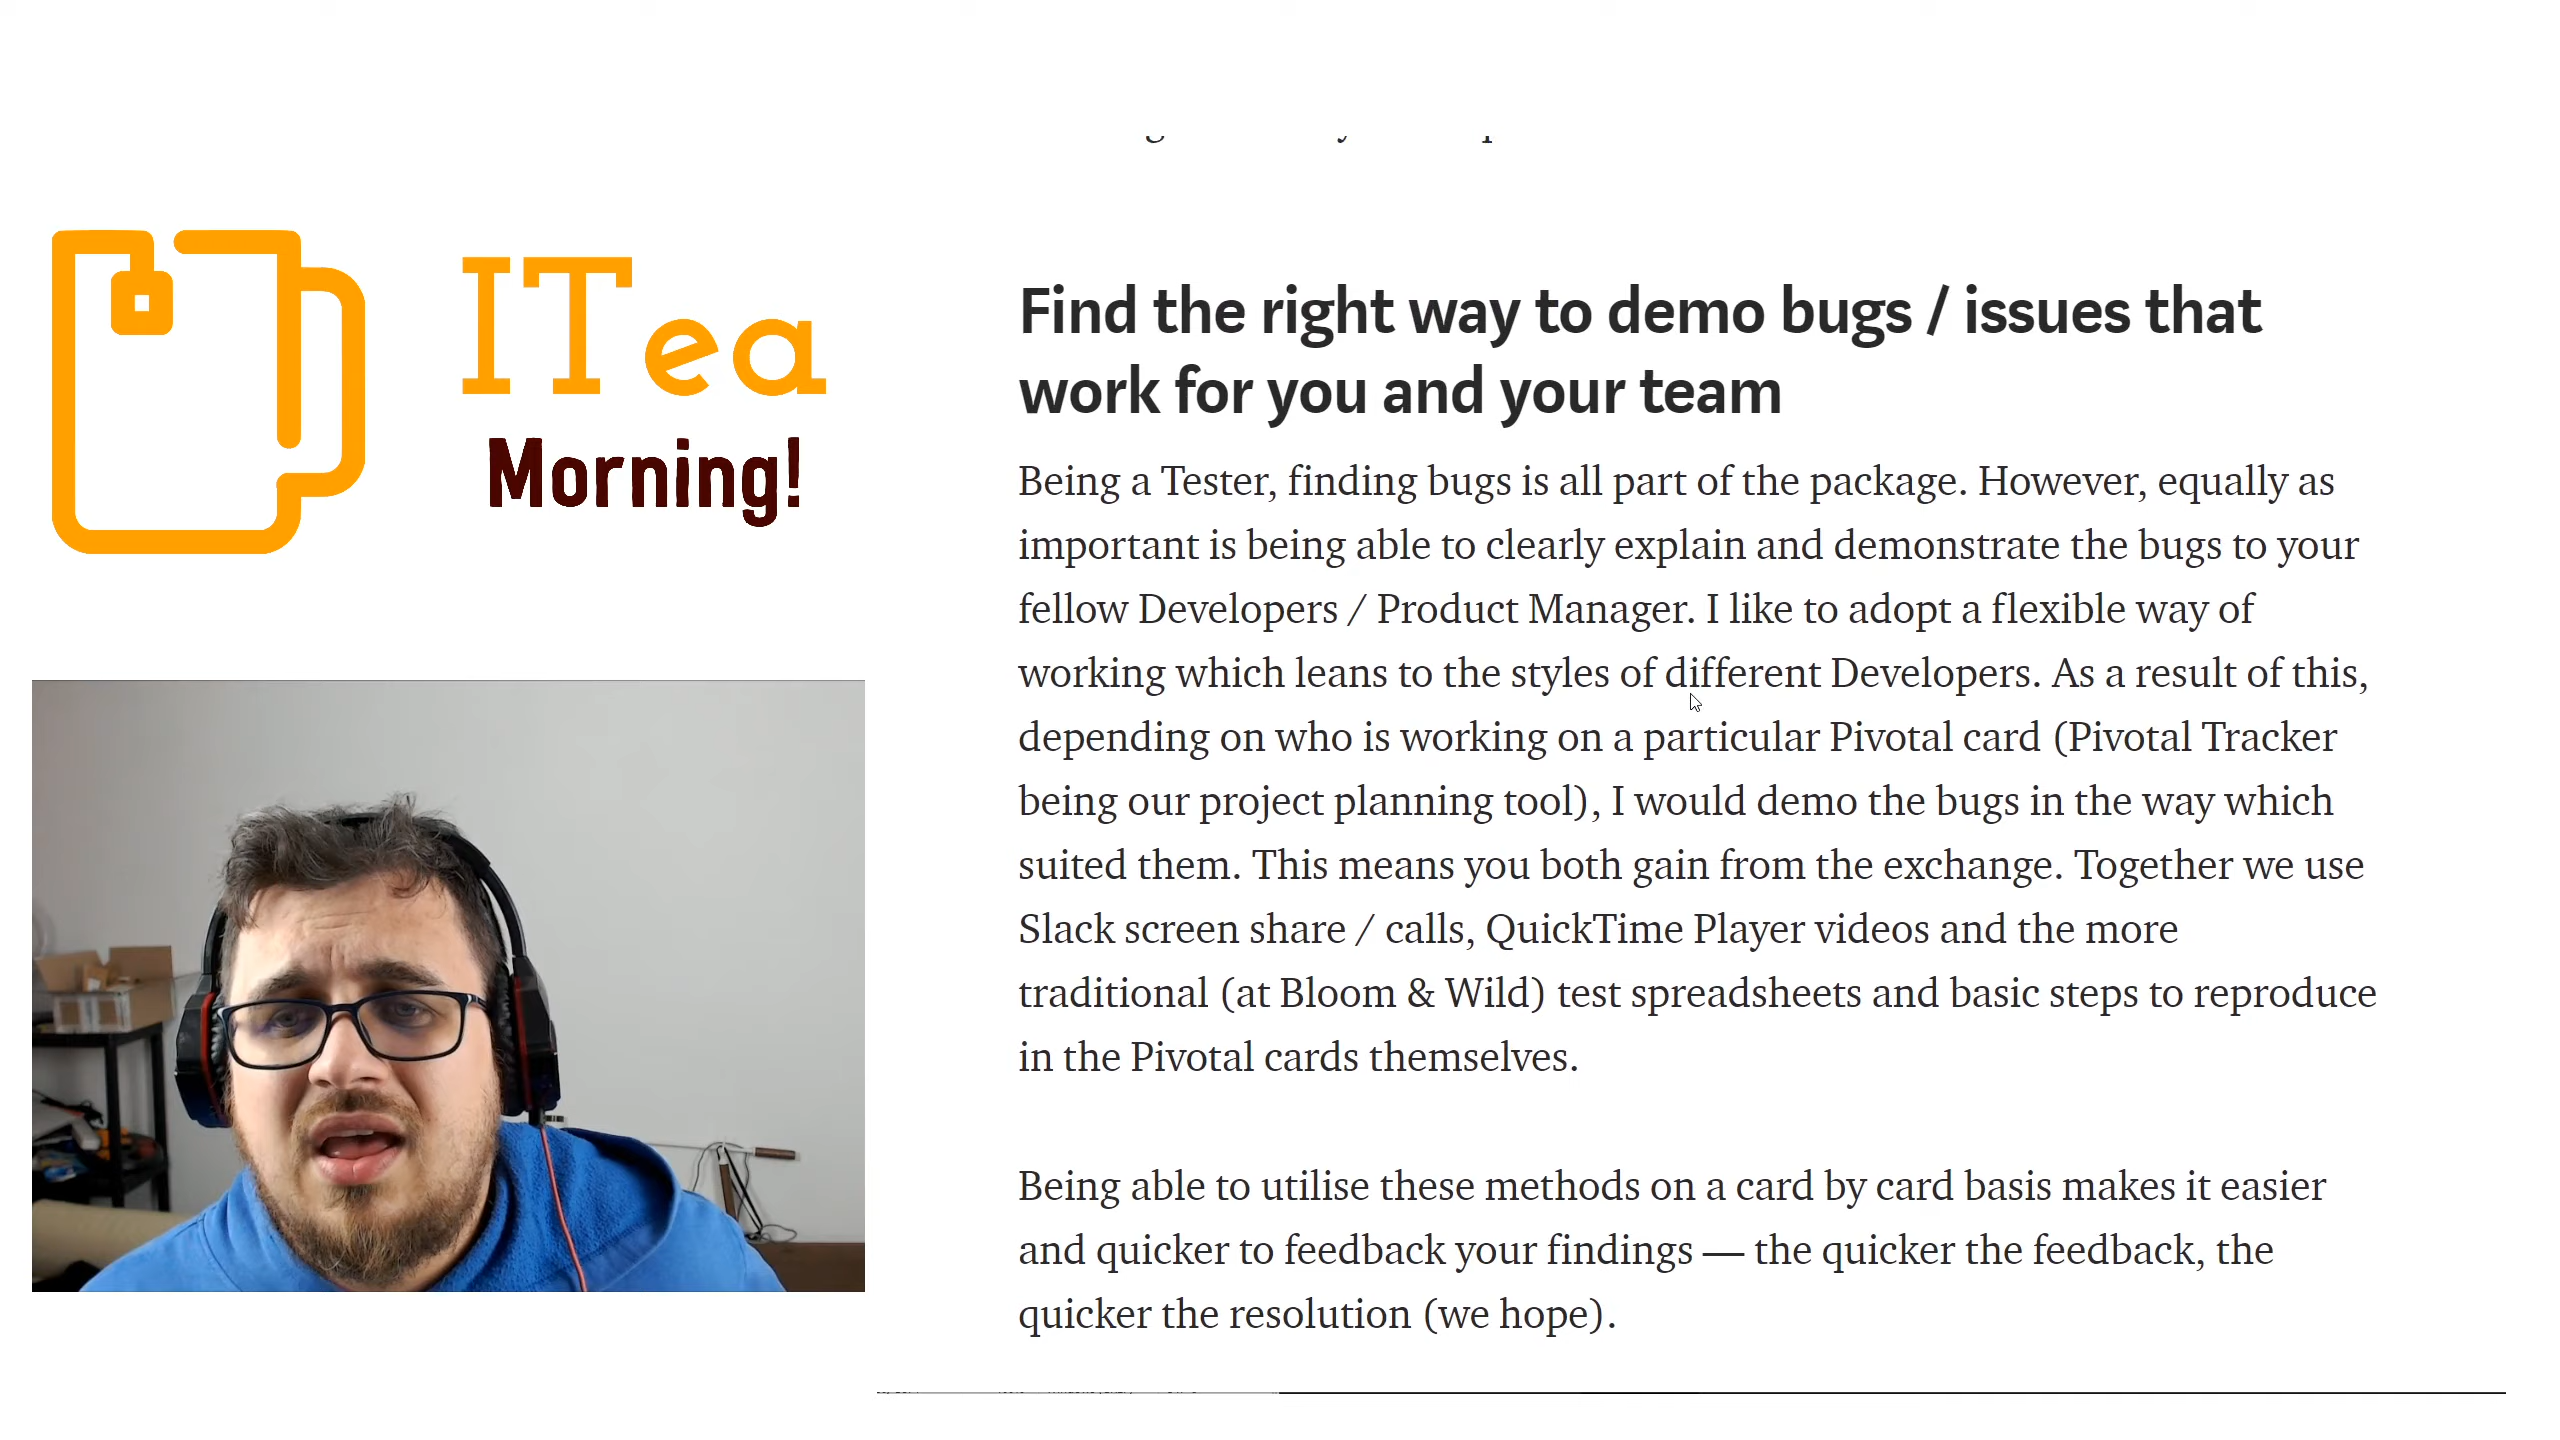 ITea
Morning!
Find the right way to demo bugs / issues that
work for you and your team
Being a Tester, finding bugs is all part of the package. However, equally as
important is being able to clearly explain and demonstrate the bugs to your
fellow Developers / Product Manager. I like to adopt a flexible way of
working which leans to the styles of different Developers. As a result of this,
depending on who is working on a particular Pivotal card (Pivotal Tracker
being our project planning tool), I would demo the bugs in the way which
suited them. This means you both gain from the exchange. Together we use
Slack screen share / calls, QuickTime Player videos and the more
traditional (at Bloom & Wild) test spreadsheets and basic steps to reproduce
in the Pivotal cards themselves.
Being able to utilise these methods on a card by card basis makes it easier
and quicker to feedback your findings — the quicker the feedback, the
quicker the resolution (we hope).